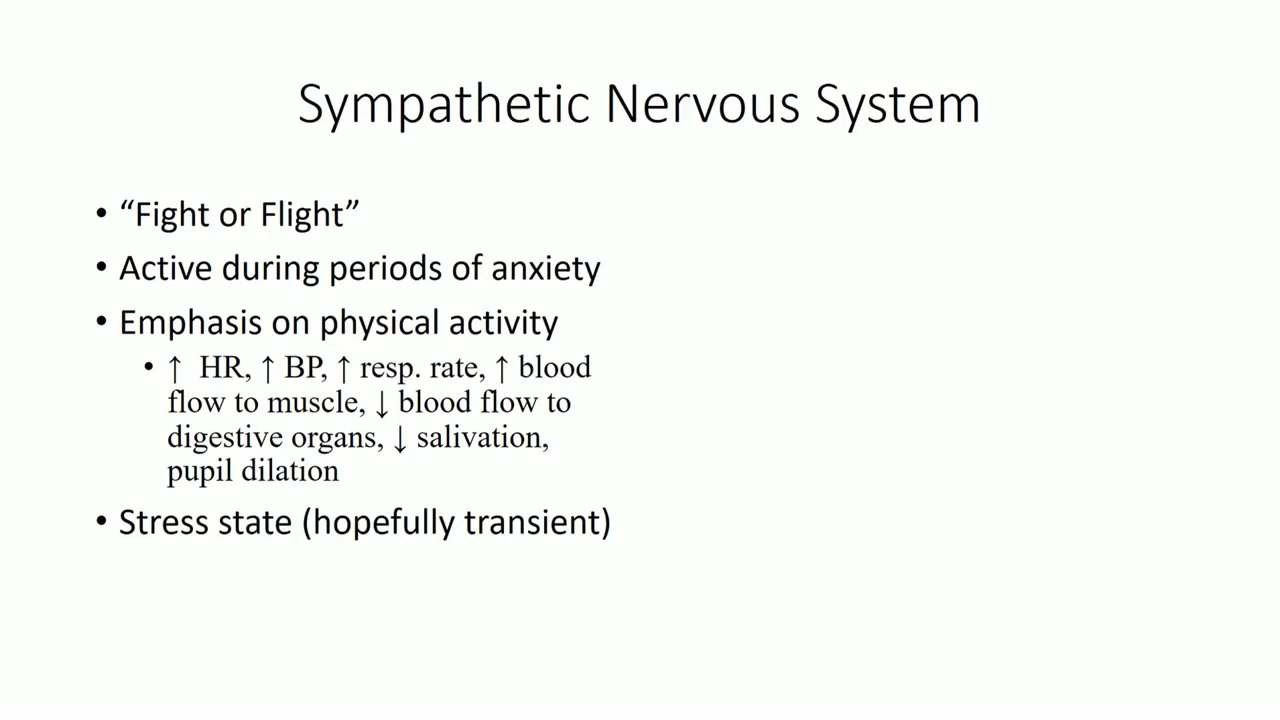 Sympathetic Nervous System
• “Fight or Flight”
• Active during periods of anxiety
• Emphasis on physical activity
• ↑ HR, ↑ BP, ↑ resp. rate, ↑ blood
flow to muscle, ↓ blood flow to
digestive organs, ↓ salivation,
pupil dilation
• Stress state (hopefully transient)